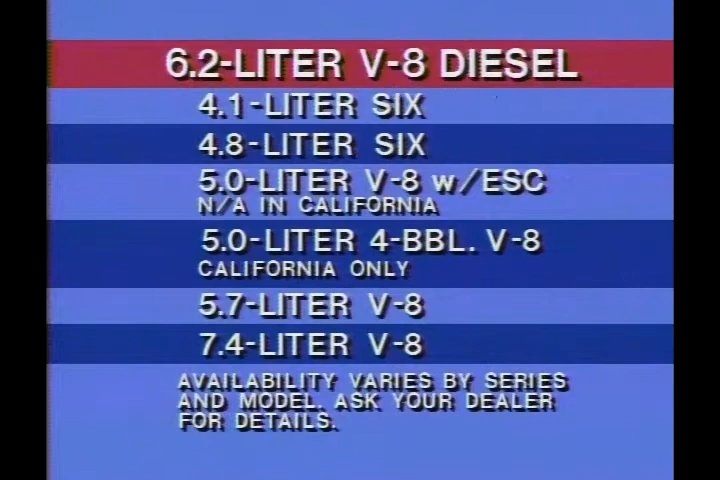 6.2-LITER V-8 DIESEL
4.1-LITER SIX
4.8-LITER SIX
5.0-LITER V-8 w/ESC
N/A IN CALIFORNIA
5.0-LITER 4-BBL. V-8
CALIFORNIA ONLY
5.7-LITER V-8
7.4-LITER V-8
AVAILABILITY VARIES BY SERIES
AND MODEL. ASK YOUR DEALER
FOR DETAILS.